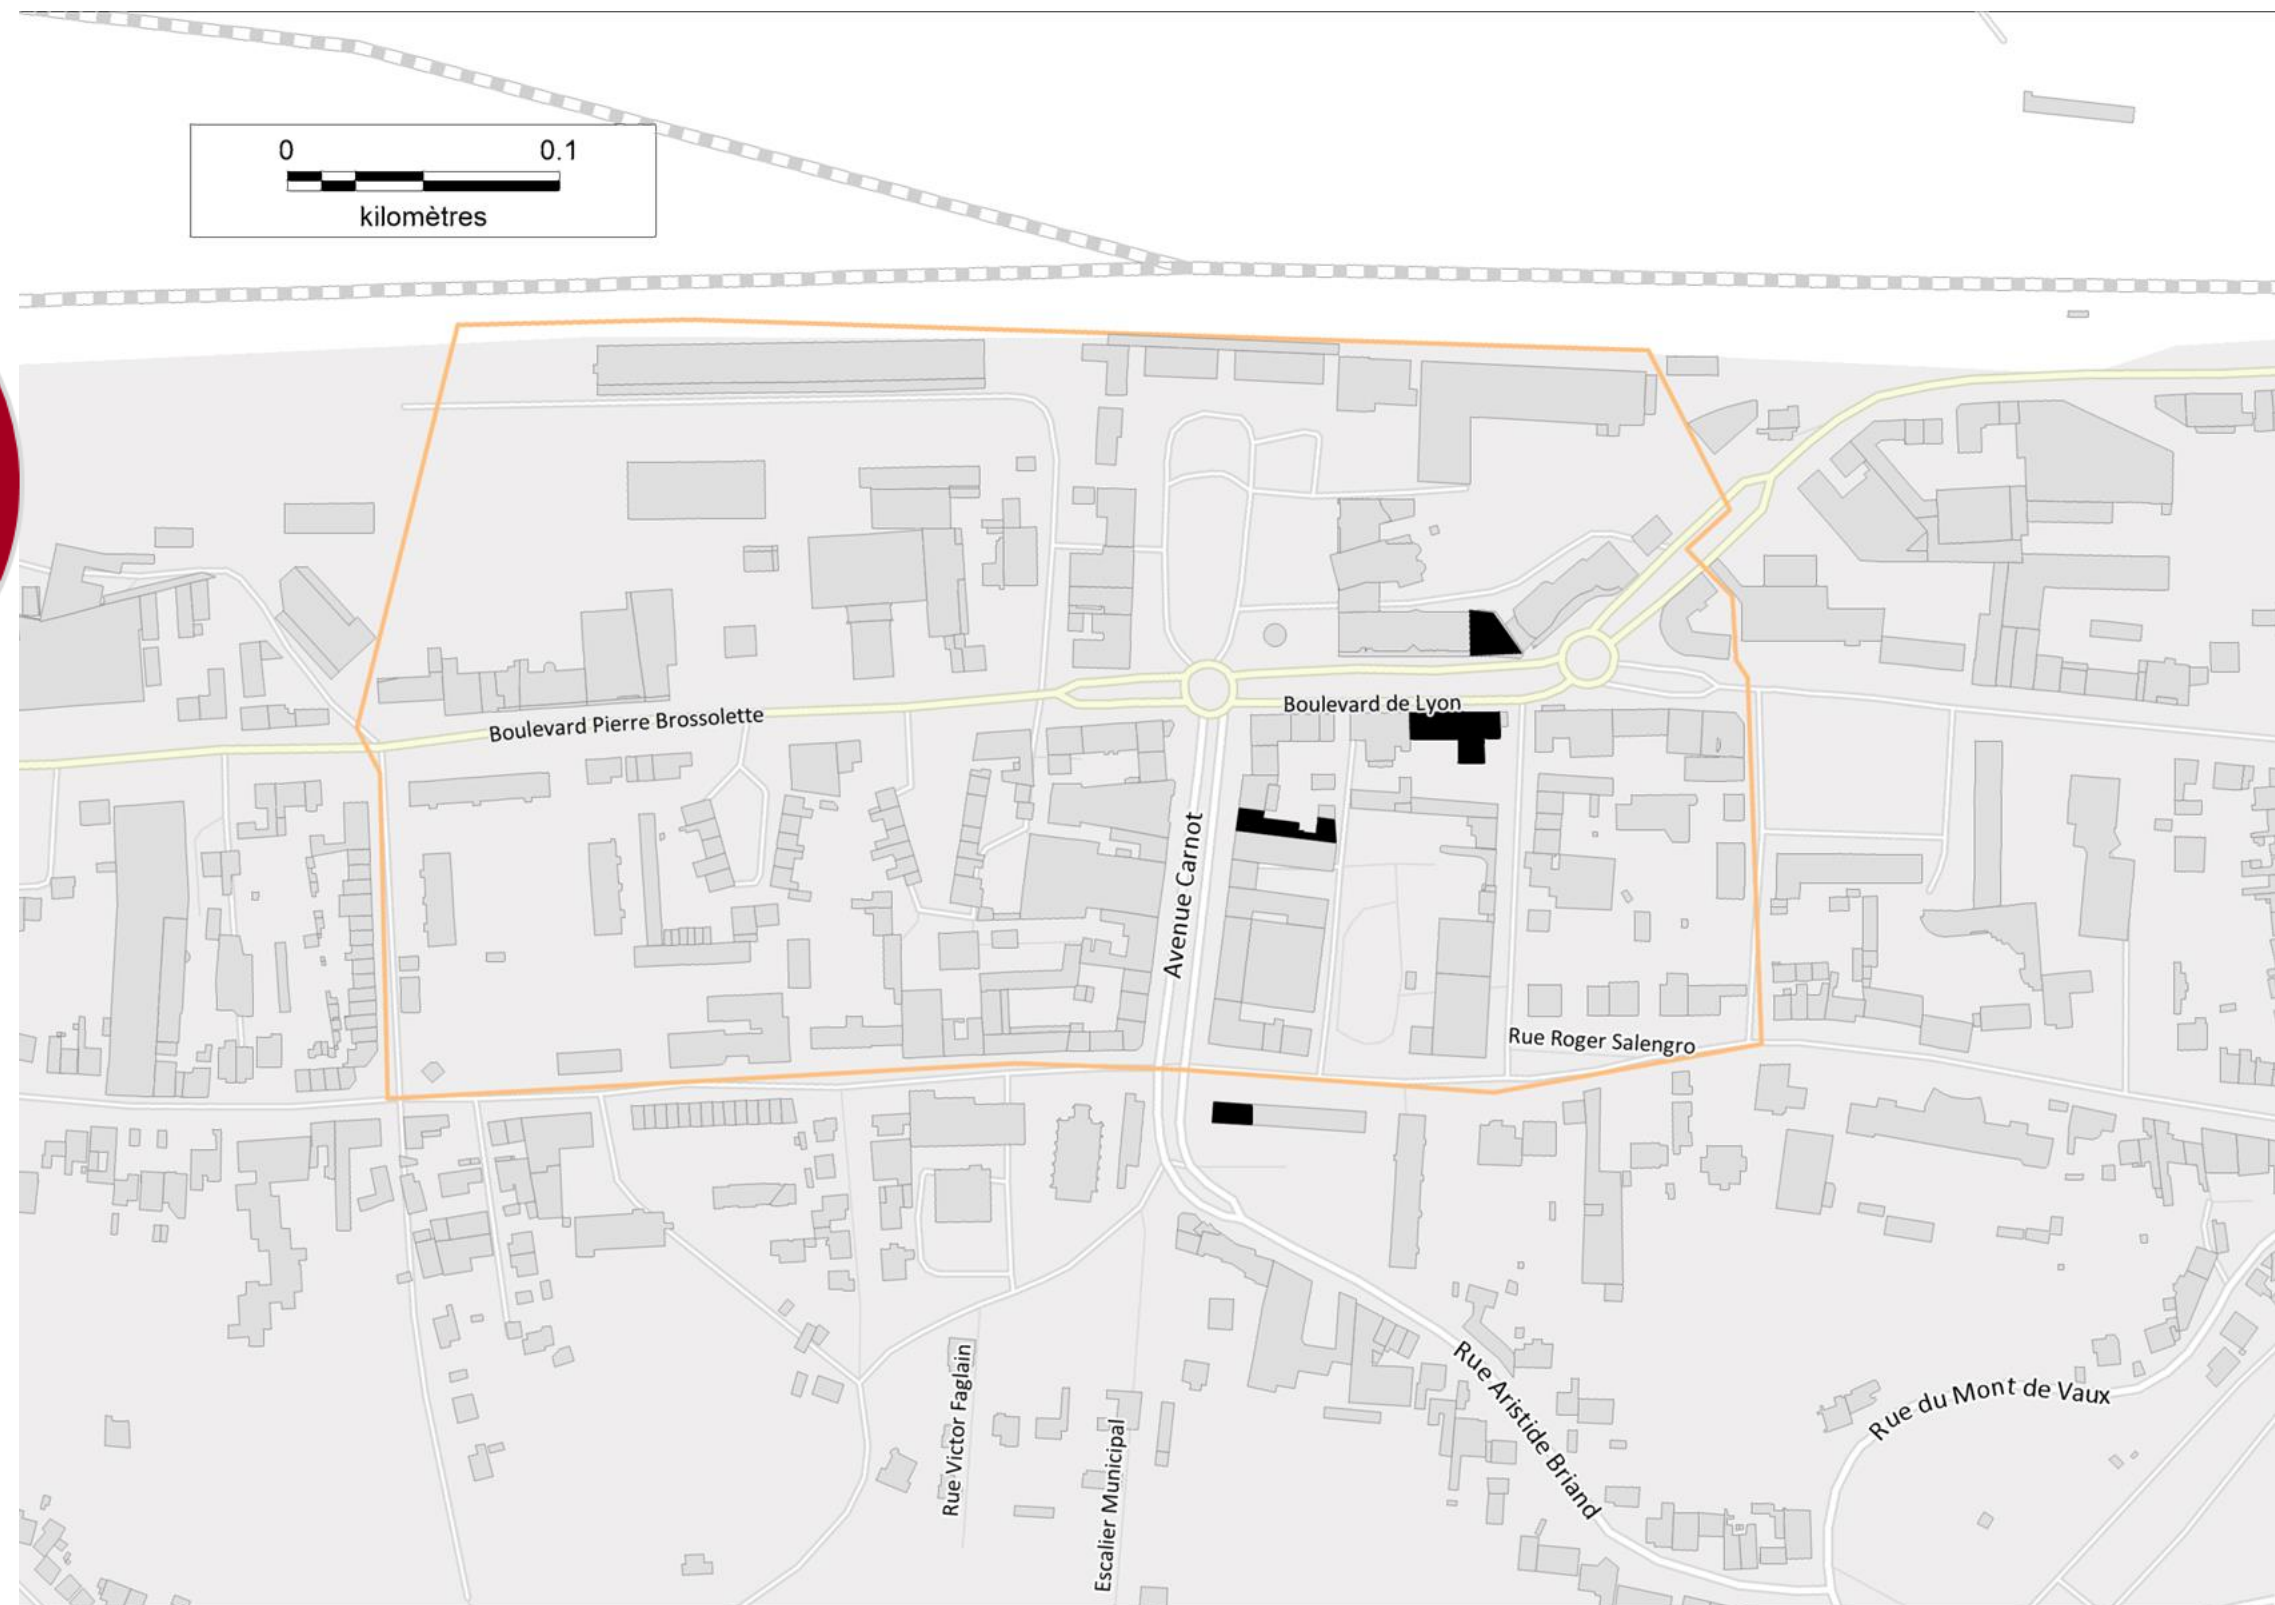 0 0.1
kilomètres
Boulevard de Lyon
Boulevard Pierre Brossolette
Avenue Carnot
Rue Roger Salengro
Rue Victor Faglain
Escalier Municipal
Rue Aristide Briand
Rue du Mont de Vaux